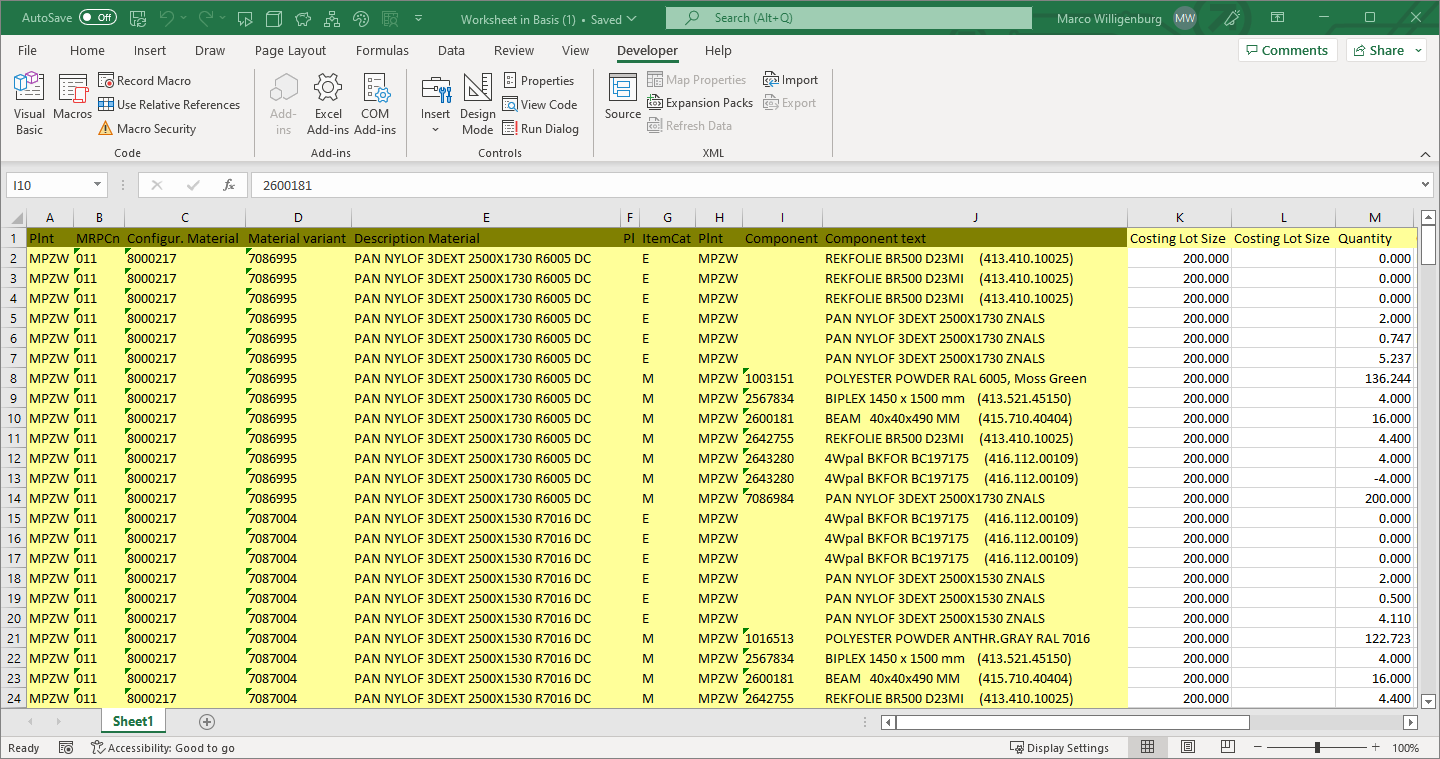 AutoSave Off Worksheet in Basis (1) • Saved Search (Alt+Q) Marco Willigenburg MW
File Home Insert Draw Page Layout Formulas Data Review View Developer Help Comments Share
Visual Basic Macros Record Macro Use Relative References Macro Security Code
Add-ins Excel Add-ins COM Add-ins Add-ins
Insert Design Mode Properties View Code Run Dialog Controls
Source Map Properties Expansion Packs Refresh Data Import Export XML
I10 fx 2600181
A B C D E F G H I J K L M
1 Plnt MRPCn Configur. Material Material variant Description Material Pl ItemCat Plnt Component Component text Costing Lot Size Costing Lot Size Quantity
2 MPZW 011 8000217 7086995 PAN NYLOF 3DEXT 2500X1730 R6005 DC E MPZW REKFOLIE BR500 D23MI (413.410.10025) 200.000 0.000
3 MPZW 011 8000217 7086995 PAN NYLOF 3DEXT 2500X1730 R6005 DC E MPZW REKFOLIE BR500 D23MI (413.410.10025) 200.000 0.000
4 MPZW 011 8000217 7086995 PAN NYLOF 3DEXT 2500X1730 R6005 DC E MPZW REKFOLIE BR500 D23MI (413.410.10025) 200.000 0.000
5 MPZW 011 8000217 7086995 PAN NYLOF 3DEXT 2500X1730 R6005 DC E MPZW PAN NYLOF 3DEXT 2500X1730 ZNALS 200.000 2.000
6 MPZW 011 8000217 7086995 PAN NYLOF 3DEXT 2500X1730 R6005 DC E MPZW PAN NYLOF 3DEXT 2500X1730 ZNALS 200.000 0.747
7 MPZW 011 8000217 7086995 PAN NYLOF 3DEXT 2500X1730 R6005 DC E MPZW PAN NYLOF 3DEXT 2500X1730 ZNALS 200.000 5.237
8 MPZW 011 8000217 7086995 PAN NYLOF 3DEXT 2500X1730 R6005 DC M MPZW 1003151 POLYESTER POWDER RAL 6005, Moss Green 200.000 136.244
9 MPZW 011 8000217 7086995 PAN NYLOF 3DEXT 2500X1730 R6005 DC M MPZW 2567834 BIPLEX 1450 x 1500 mm (413.521.45150) 200.000 4.000
10 MPZW 011 8000217 7086995 PAN NYLOF 3DEXT 2500X1730 R6005 DC M MPZW 2600181 BEAM 40x40x490 MM (415.710.40404) 200.000 16.000
11 MPZW 011 8000217 7086995 PAN NYLOF 3DEXT 2500X1730 R6005 DC M MPZW 2642755 REKFOLIE BR500 D23MI (413.410.10025) 200.000 4.400
12 MPZW 011 8000217 7086995 PAN NYLOF 3DEXT 2500X1730 R6005 DC M MPZW 2643280 4Wpal BKFOR BC197175 (416.112.00109) 200.000 4.000
13 MPZW 011 8000217 7086995 PAN NYLOF 3DEXT 2500X1730 R6005 DC M MPZW 2643280 4Wpal BKFOR BC197175 (416.112.00109) 200.000 -4.000
14 MPZW 011 8000217 7086995 PAN NYLOF 3DEXT 2500X1730 R6005 DC M MPZW 7086984 PAN NYLOF 3DEXT 2500X1730 ZNALS 200.000 200.000
15 MPZW 011 8000217 7087004 PAN NYLOF 3DEXT 2500X1530 R7016 DC E MPZW 4Wpal BKFOR BC197175 (416.112.00109) 200.000 0.000
16 MPZW 011 8000217 7087004 PAN NYLOF 3DEXT 2500X1530 R7016 DC E MPZW 4Wpal BKFOR BC197175 (416.112.00109) 200.000 0.000
17 MPZW 011 8000217 7087004 PAN NYLOF 3DEXT 2500X1530 R7016 DC E MPZW 4Wpal BKFOR BC197175 (416.112.00109) 200.000 0.000
18 MPZW 011 8000217 7087004 PAN NYLOF 3DEXT 2500X1530 R7016 DC E MPZW PAN NYLOF 3DEXT 2500X1530 ZNALS 200.000 2.000
19 MPZW 011 8000217 7087004 PAN NYLOF 3DEXT 2500X1530 R7016 DC E MPZW PAN NYLOF 3DEXT 2500X1530 ZNALS 200.000 0.500
20 MPZW 011 8000217 7087004 PAN NYLOF 3DEXT 2500X1530 R7016 DC E MPZW PAN NYLOF 3DEXT 2500X1530 ZNALS 200.000 4.110
21 MPZW 011 8000217 7087004 PAN NYLOF 3DEXT 2500X1530 R7016 DC M MPZW 1016513 POLYESTER POWDER ANTHR.GRAY RAL 7016 200.000 122.723
22 MPZW 011 8000217 7087004 PAN NYLOF 3DEXT 2500X1530 R7016 DC M MPZW 2567834 BIPLEX 1450 x 1500 mm (413.521.45150) 200.000 4.000
23 MPZW 011 8000217 7087004 PAN NYLOF 3DEXT 2500X1530 R7016 DC M MPZW 2600181 BEAM 40x40x490 MM (415.710.40404) 200.000 16.000
24 MPZW 011 8000217 7087004 PAN NYLOF 3DEXT 2500X1530 R7016 DC M MPZW 2642755 REKFOLIE BR500 D23MI (413.410.10025) 200.000 4.400
Sheet1
Ready Accessibility: Good to go Display Settings 100%